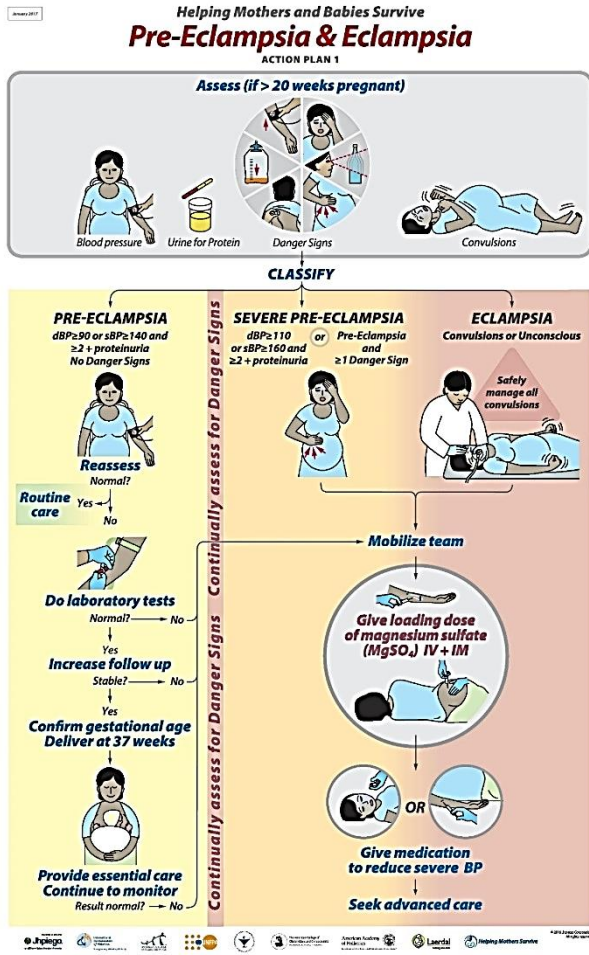 January 2017
Helping Mothers and Babies Survive
Pre-Eclampsia & Eclampsia
ACTION PLAN 1
Assess (if > 20 weeks pregnant)
Blood pressure
Urine for Protein
Danger Signs
Convulsions
CLASSIFY
PRE-ECLAMPSIA
dBP≥90 or sBP≥140 and
≥2 + proteinuria
No Danger Signs
Reassess
Normal?
Routine
care
Yes
No
Do laboratory tests
Normal? No
Yes
Increase follow up
Stable? No
Yes
Confirm gestational age
Deliver at 37 weeks
Provide essential care
Continue to monitor
Result normal? No
Continually assess for Danger Signs
Continually assess for Danger Signs
SEVERE PRE-ECLAMPSIA
dBP≥110
or sBP≥160 and
≥2 + proteinuria
or
Pre-Eclampsia
and
≥1 Danger Sign
ECLAMPSIA
Convulsions or Unconscious
Safely
manage all
convulsions
Mobilize team
Give loading dose
of magnesium sulfate
(MgSO4) IV + IM
OR
Give medication
to reduce severe BP
Seek advanced care
Jhpiego
UNFPA
American Academy
of Pediatrics
Laerdal
Helping Mothers Survive